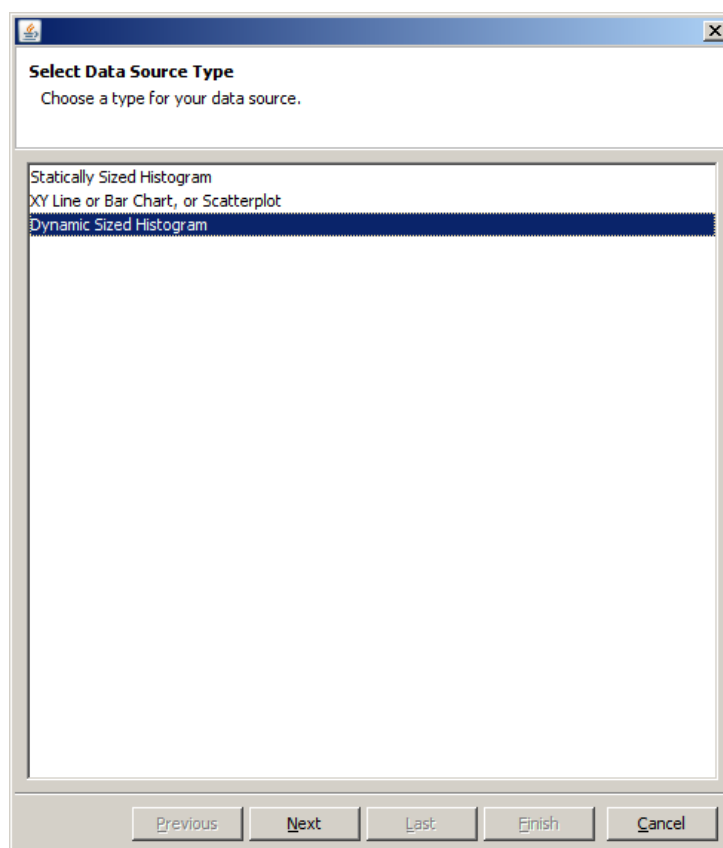 Select Data Source Type
Choose a type for your data source.
Statically Sized Histogram
XY Line or Bar Chart, or Scatterplot
Dynamic Sized Histogram
Previous Next Last Finish Cancel